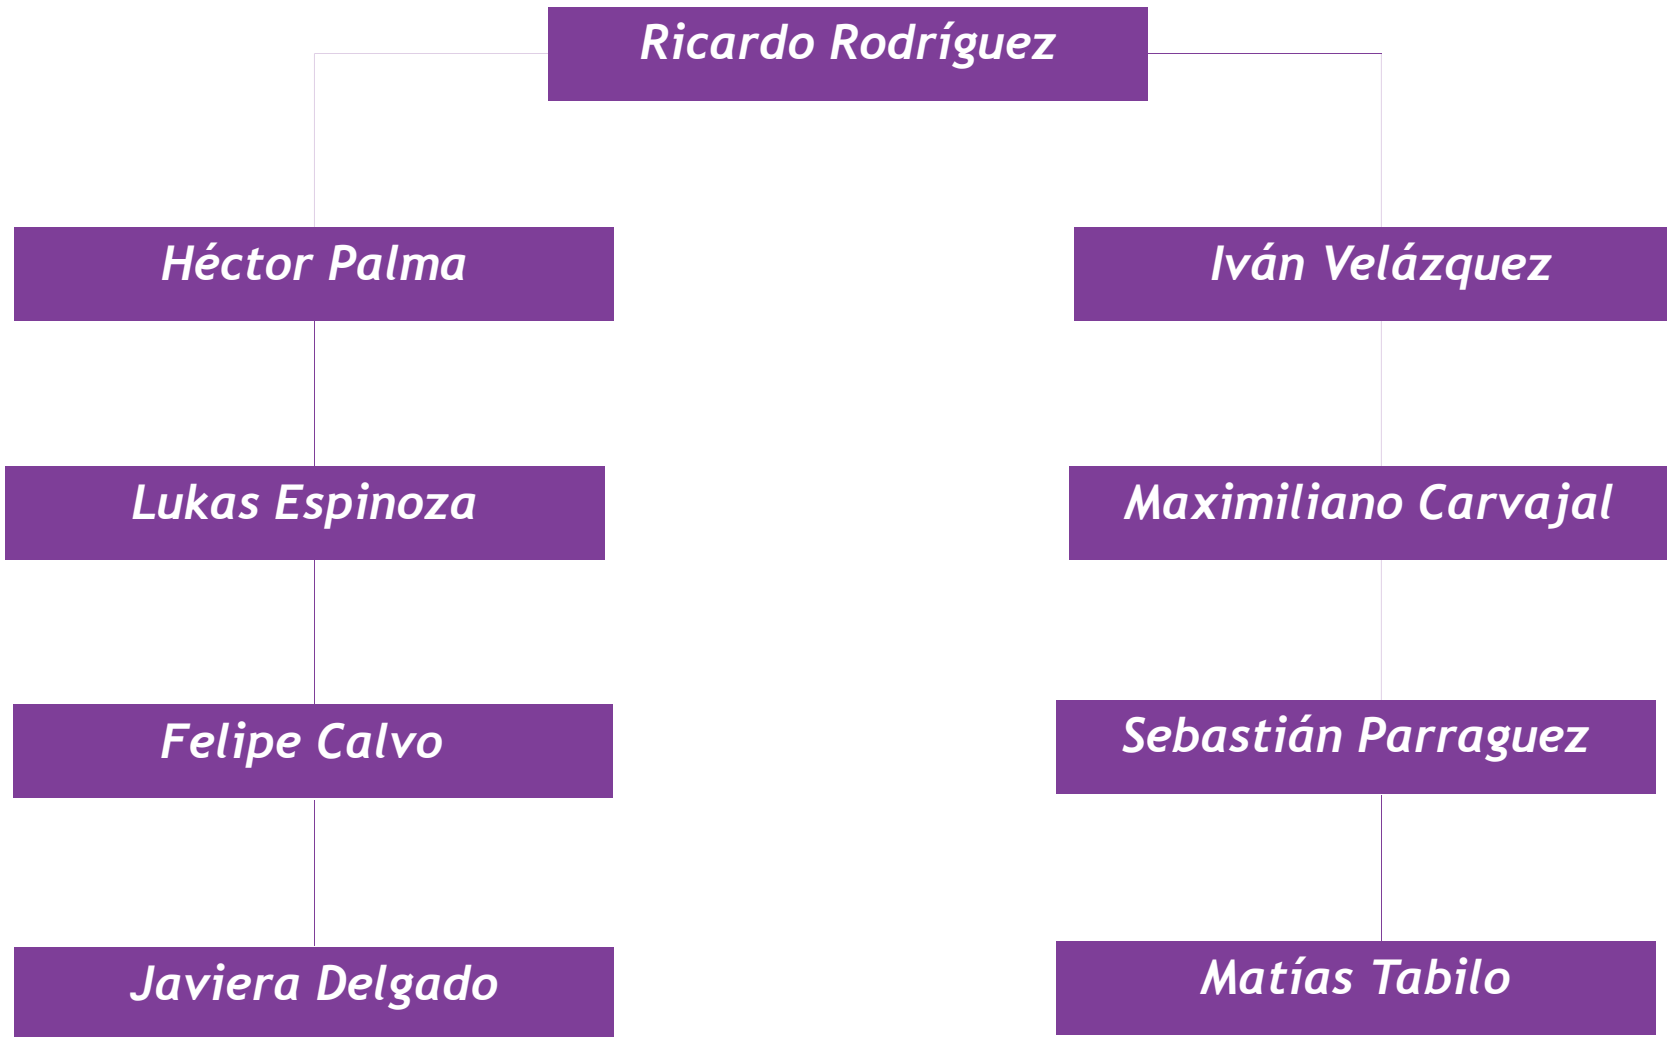 Ricardo Rodríguez
Héctor Palma
Iván Velázquez
Lukas Espinoza
Maximiliano Carvajal
Felipe Calvo
Sebastián Parraguez
Javiera Delgado
Matías Tabilo